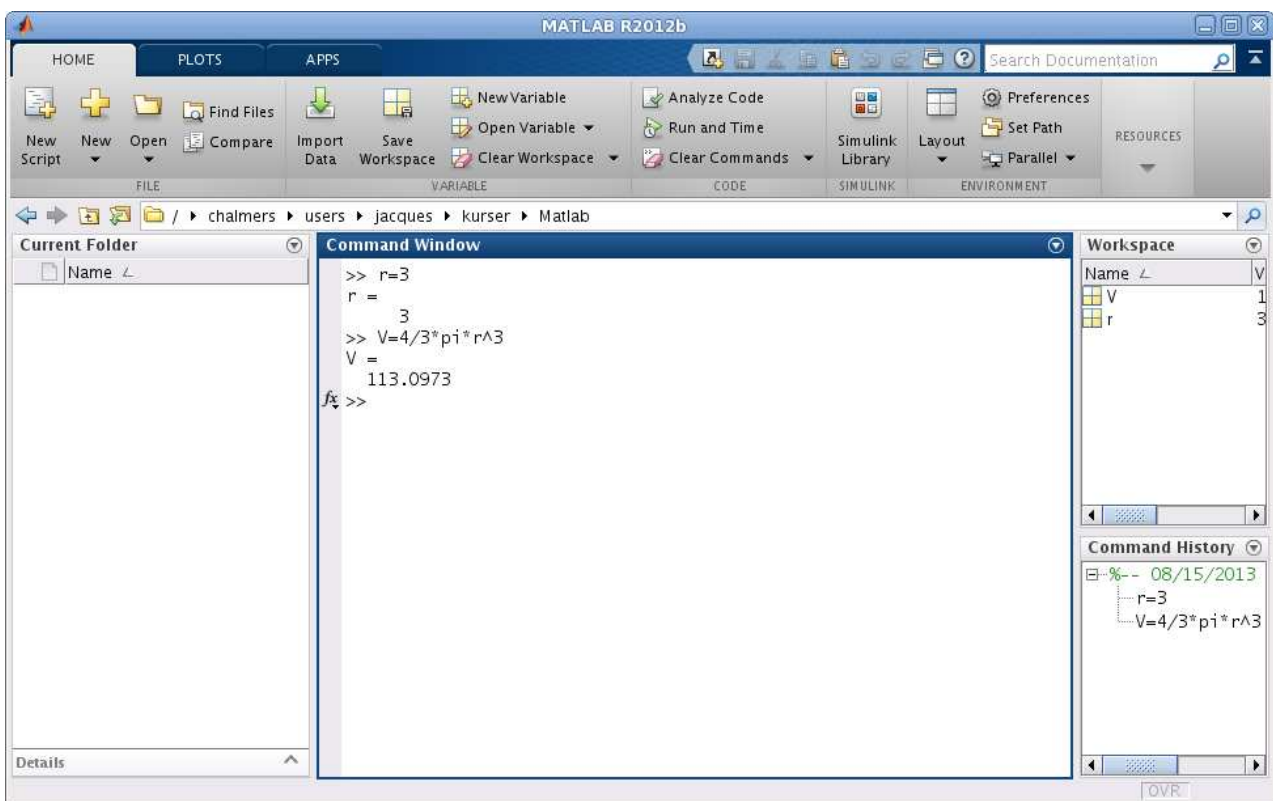 MATLAB R2012b
HOME PLOTS APPS Search Documentation
New Script
New
Open
Find Files
Compare
FILE
Import Data
Save Workspace
New Variable
Open Variable
Clear Workspace
VARIABLE
Analyze Code
Run and Time
Clear Commands
CODE
Simulink Library
SIMULINK
Layout
Preferences
Set Path
Parallel
ENVIRONMENT
RESOURCES
/ chalmers users jacques kurser Matlab
Current Folder
Name
Details
Command Window
>> r=3
r =
3
>> V=4/3*pi*r^3
V =
113.0973
fx >>
Workspace
Name V
V 1
r 3
Command History
%-- 08/15/2013
r=3
V=4/3*pi*r^3
OVR